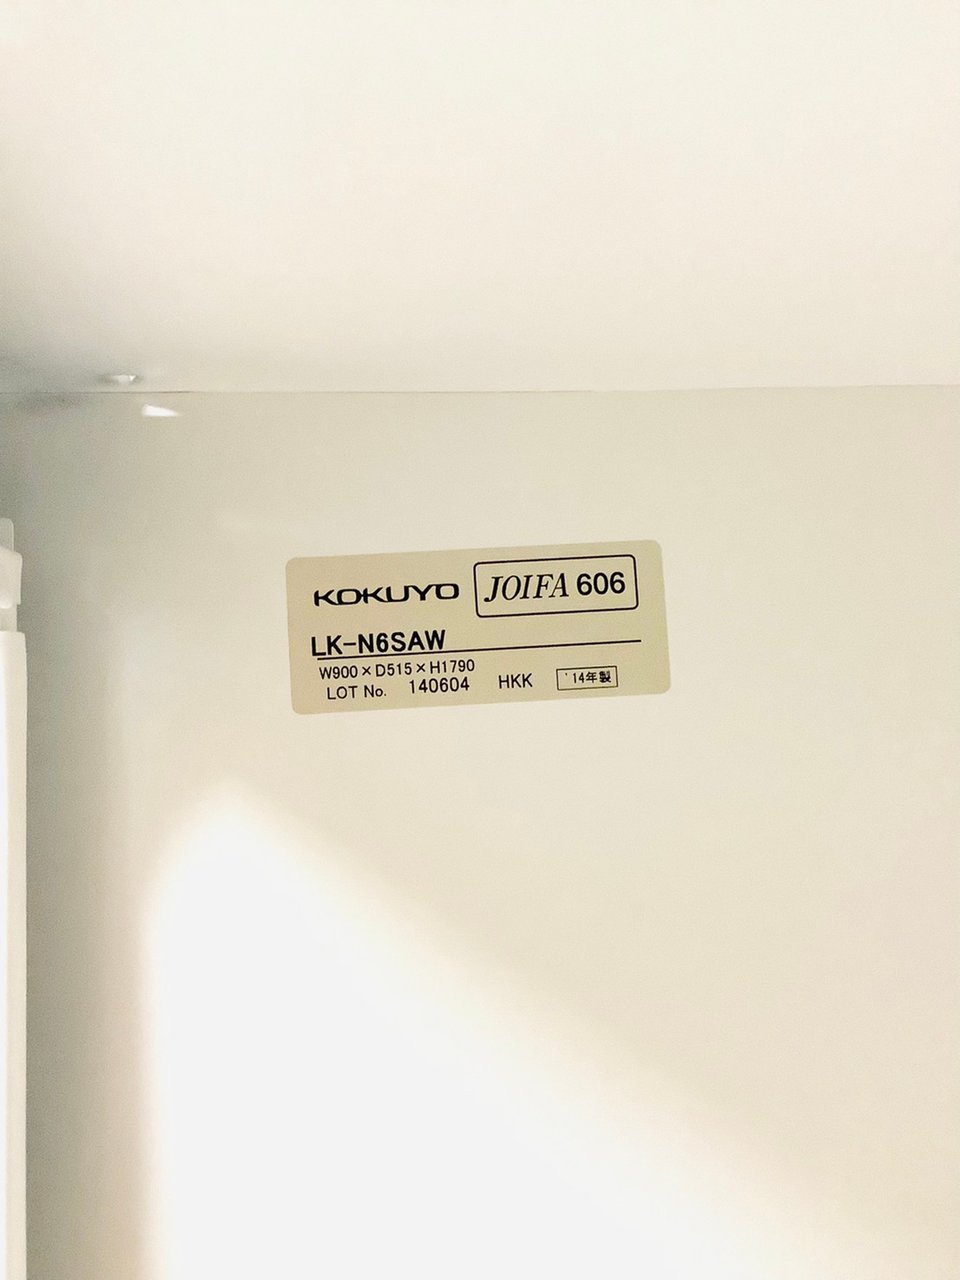 KOKUYO JOIFA 606
LK-N6SAW
W900×D515×H1790
LOT No. 140604 HKK '14年製